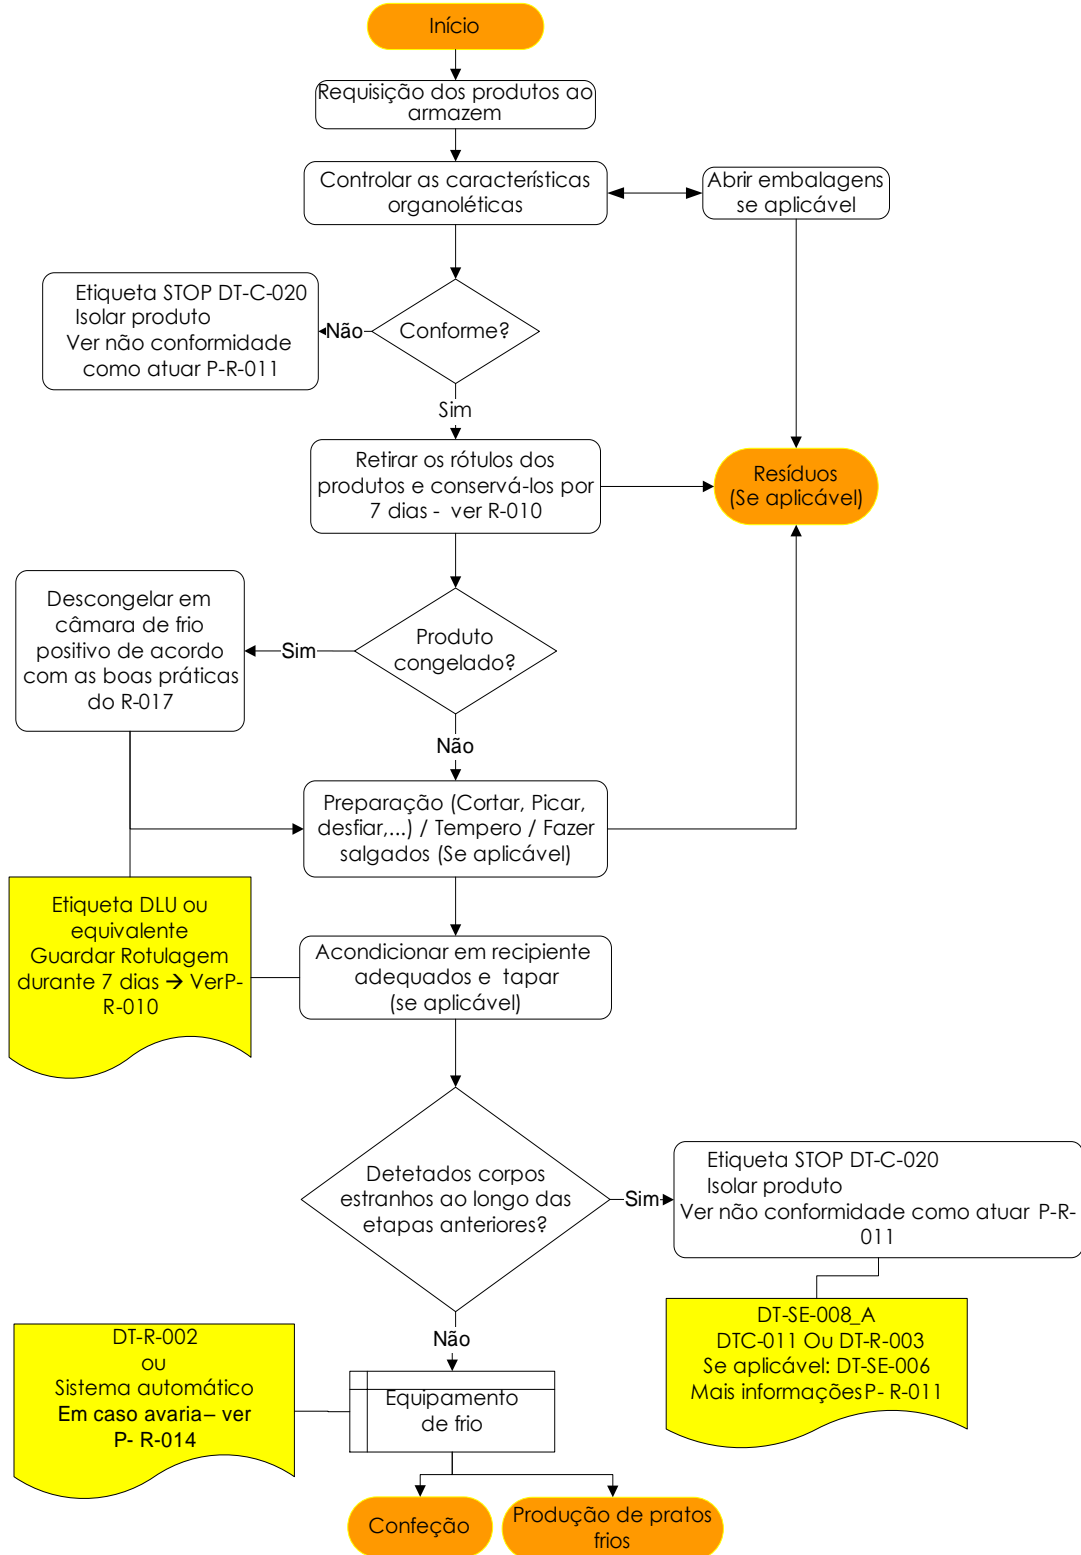 Início
Requisição dos produtos ao
armazem
Controlar as características
organoléticas
Abrir embalagens
se aplicável
Etiqueta STOP DT-C-020
Isolar produto
Ver não conformidade
como atuar P-R-011
Não
Conforme?
Sim
Retirar os rótulos dos
produtos e conservá-los por
7 dias - ver R-010
Resíduos
(Se aplicável)
Descongelar em
câmara de frio
positivo de acordo
com as boas práticas
do R-017
Sim
Produto
congelado?
Não
Preparação (Cortar, Picar,
desfiar,...) / Tempero / Fazer
salgados (Se aplicável)
Etiqueta DLU ou
equivalente
Guardar Rotulagem
durante 7 dias → VerP-
R-010
Acondicionar em recipiente
adequados e tapar
(se aplicável)
Detetados corpos
estranhos ao longo das
etapas anteriores?
Sim
Etiqueta STOP DT-C-020
Isolar produto
Ver não conformidade como atuar P-R-
011
DT-SE-008_A
DTC-011 Ou DT-R-003
Se aplicável: DT-SE-006
Mais informaçõesP- R-011
Não
DT-R-002
ou
Sistema automático
Em caso avaria– ver
P- R-014
Equipamento
de frio
Confeção
Produção de pratos
frios